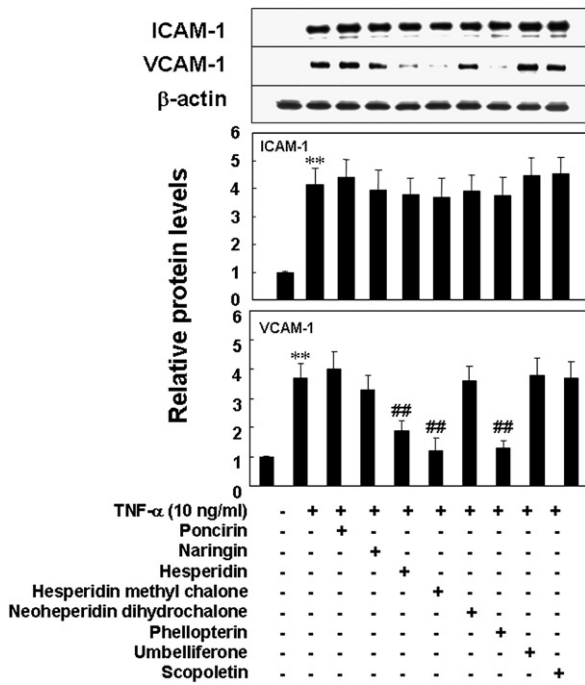 ICAM-1
VCAM-1
β-actin
Relative protein levels
ICAM-1
6
5
4
3
2
1
0
**
VCAM-1
6
4
3
2
1
0
** ## ## ##
TNF-α (10 ng/ml) - + + + + + + + + +
Poncirin - - + - - - - - - -
Naringin - - - + - - - - - -
Hesperidin - - - - + - - - - -
Hesperidin methyl chalone - - - - - + - - - -
Neoheperidin dihydrochalone - - - - - - + - - -
Phellopterin - - - - - - - + - -
Umbelliferone - - - - - - - - + -
Scopoletin - - - - - - - - - +